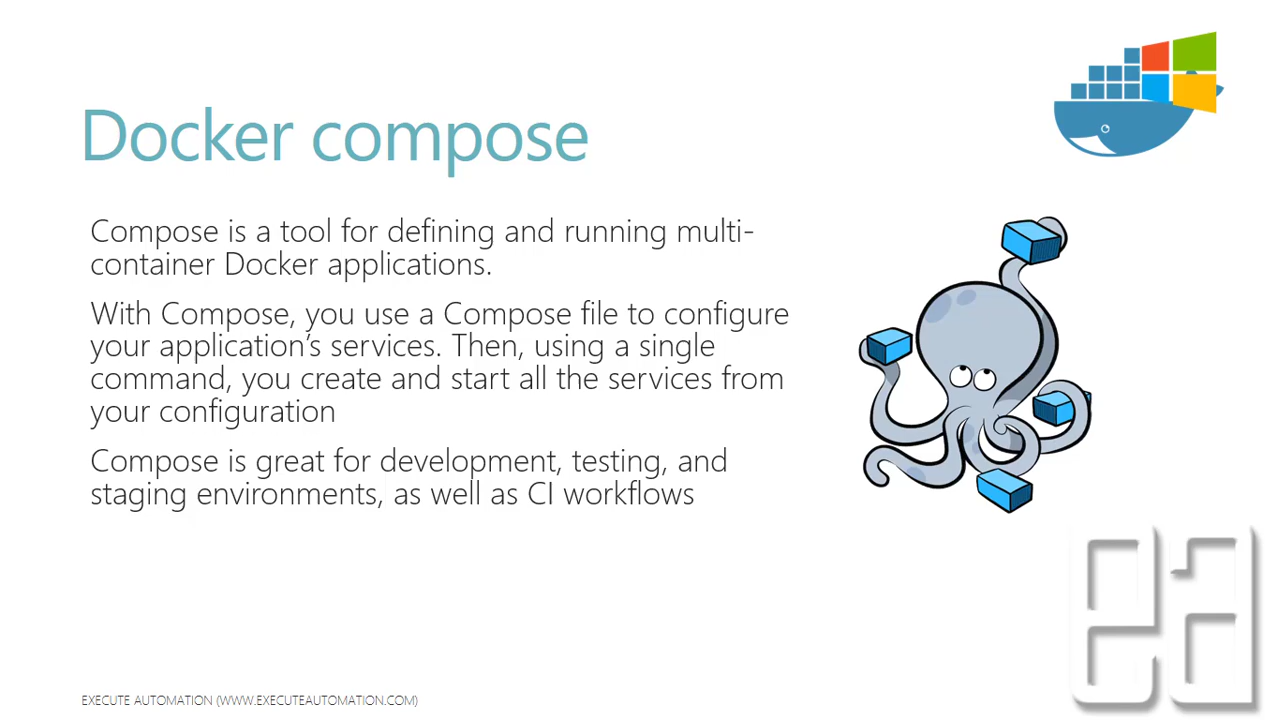 Docker compose
Compose is a tool for defining and running multi-
container Docker applications.
With Compose, you use a Compose file to configure
your application’s services. Then, using a single
command, you create and start all the services from
your configuration
Compose is great for development, testing, and
staging environments, as well as CI workflows
ea
EXECUTE AUTOMATION (WWW.EXECUTEAUTOMATION.COM)